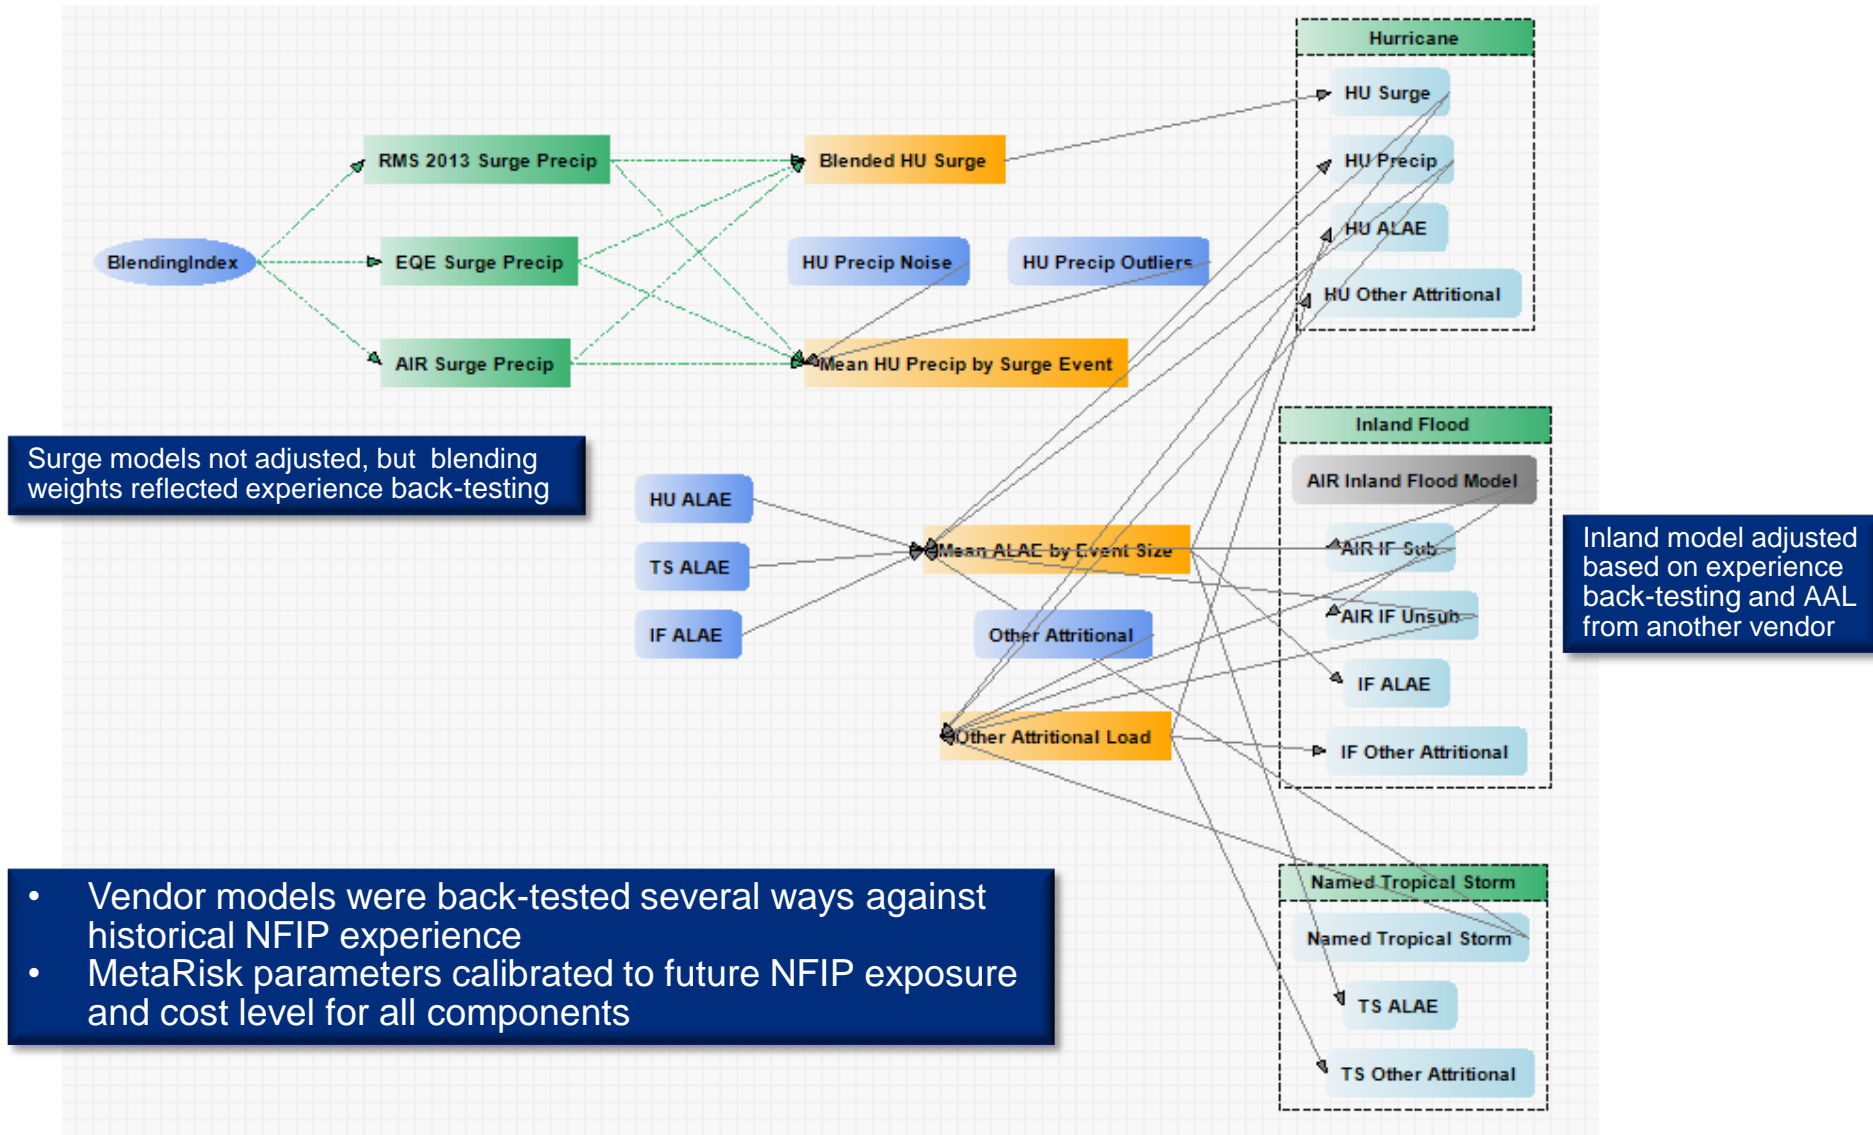 Hurricane
HU Surge
RMS 2013 Surge Precip
Blended HU Surge
HU Precip
HU ALAE
BlendingIndex
EQE Surge Precip
HU Precip Noise
HU Precip Outliers
HU Other Attritional
AIR Surge Precip
Mean HU Precip by Surge Event
Inland Flood
Surge models not adjusted, but blending
weights reflected experience back-testing
AIR Inland Flood Model
HU ALAE
Mean ALAE by Event Size
AIR IF Sub
Inland model adjusted
based on experience
back-testing and AAL
from another vendor
TS ALAE
AIR IF Unsub
IF ALAE
Other Attritional
IF ALAE
Other Attritional Load
IF Other Attritional
Named Tropical Storm
• Vendor models were back-tested several ways against
historical NFIP experience
• MetaRisk parameters calibrated to future NFIP exposure
and cost level for all components
Named Tropical Storm
TS ALAE
TS Other Attritional